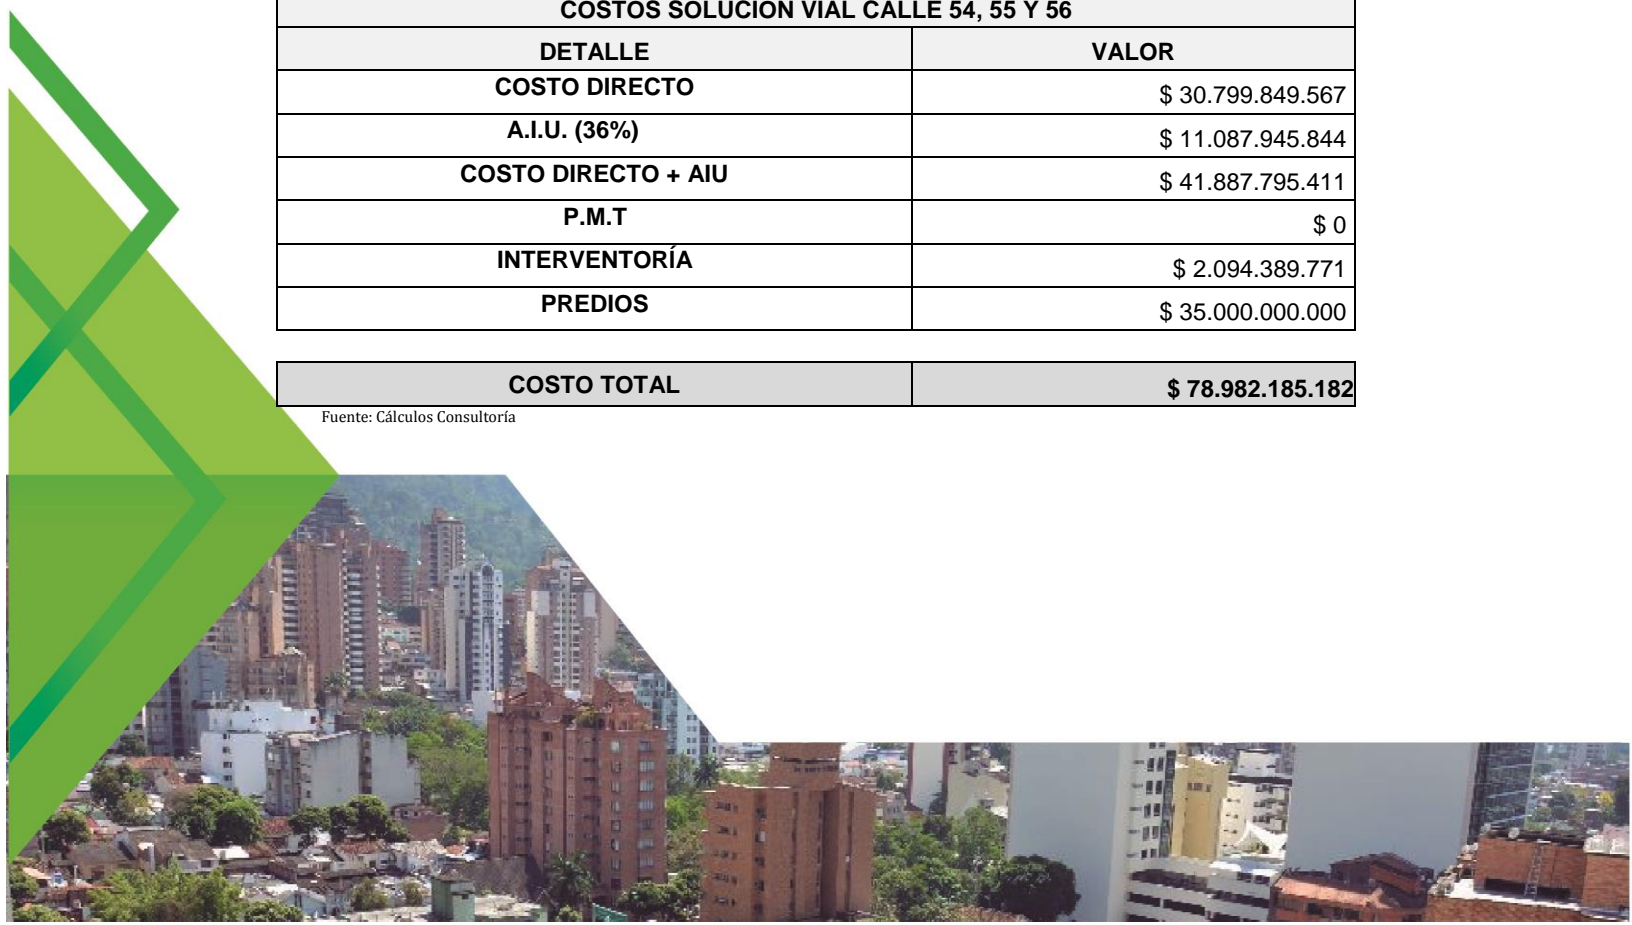 COSTOS SOLUCIÓN VIAL CALLE 54, 55 Y 56
DETALLE VALOR
COSTO DIRECTO $ 30.799.849.567
A.I.U. (36%) $ 11.087.945.844
COSTO DIRECTO + AIU $ 41.887.795.411
P.M.T $ 0
INTERVENTORÍA $ 2.094.389.771
PREDIOS $ 35.000.000.000
COSTO TOTAL $ 78.982.185.182
Fuente: Cálculos Consultoría